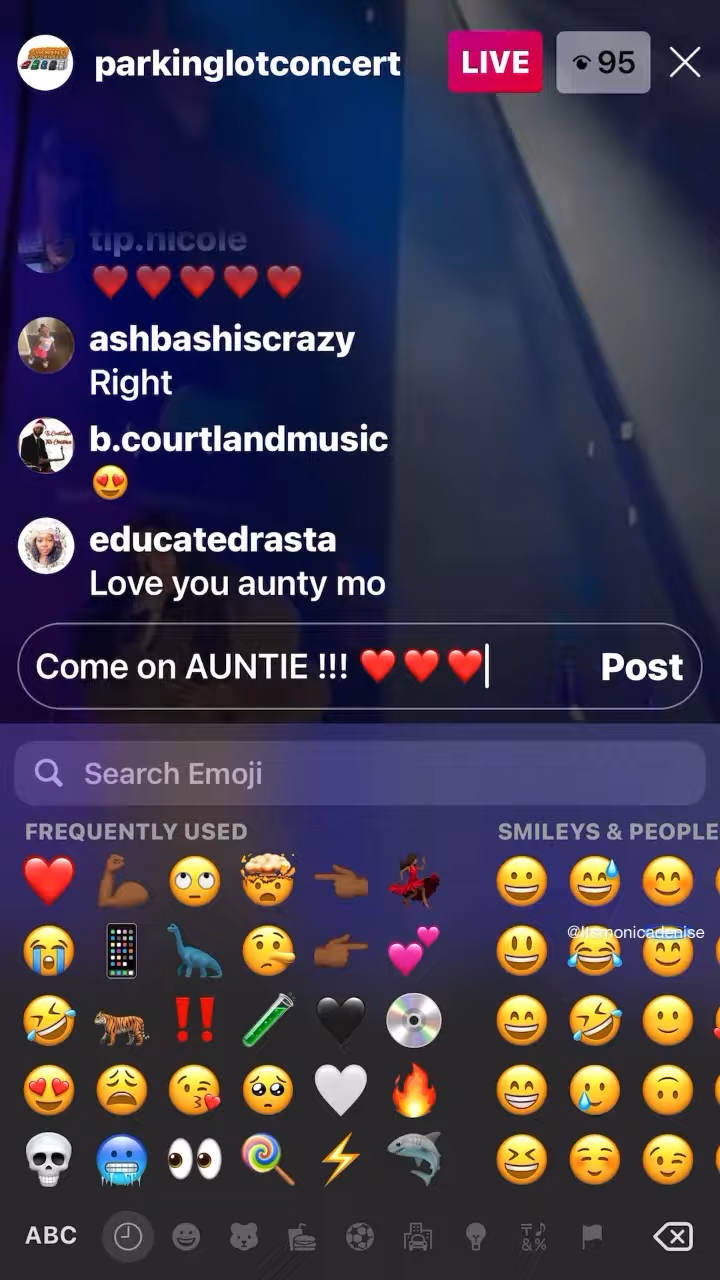 parkinglotconcert LIVE 95
tip.nicole
❤️❤️❤️❤️❤️
ashbashiscrazy
Right
b.courtlandmusic
😍
educatedrasta
Love you aunty mo
Come on AUNTIE !!! ❤️❤️❤️ Post
Search Emoji
FREQUENTLY USED SMILEYS & PEOPLE
@Itsmonicadenise
ABC